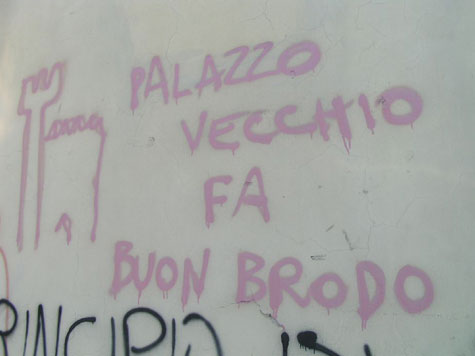 PALAZZO
VECCHIO
FA
BUON BRODO